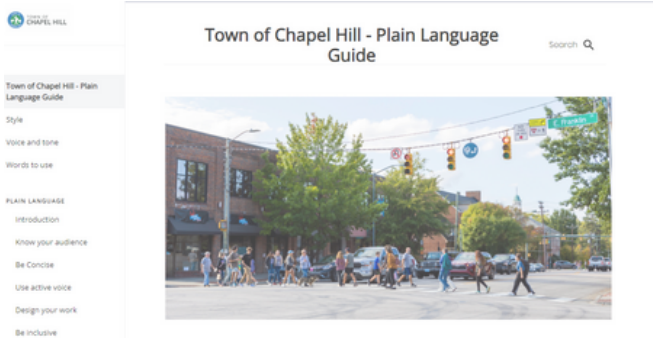 TOWN OF
CHAPEL HILL
Town of Chapel Hill - Plain
Language Guide
Style
Voice and tone
Words to use
PLAIN LANGUAGE
Introduction
Know your audience
Be Concise
Use active voice
Design your work
Be inclusive
Town of Chapel Hill - Plain Language
Guide
Search
E Franklin